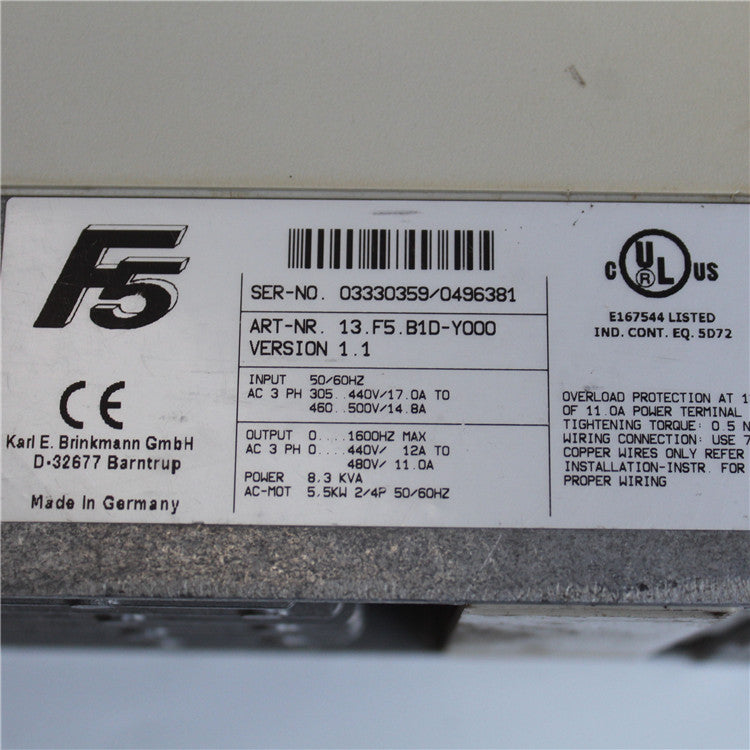 F5
CE
Karl E. Brinkmann GmbH
D-32677 Barntrup
Made In Germany
SER-NO. 03330359/0496381
ART-NR. 13.F5.B1D-Y000
VERSION 1.1
INPUT 50/60HZ
AC 3 PH 305..440V/17.0A TO
460..500V/14.8A
OUTPUT 0....1600HZ MAX
AC 3 PH 0....440V/ 12A TO
480V/ 11.0A
POWER 8.3 KVA
AC-MOT 5.5KW 2/4P 50/60HZ
C UL US
R
E167544 LISTED
IND. CONT. EQ. 5D72
OVERLOAD PROTECTION AT
OF 11.0A POWER TERMINAL
TIGHTENING TORQUE: 0.5
WIRING CONNECTION: USE 7
COPPER WIRES ONLY REFER
INSTALLATION-INSTR. FOR
PROPER WIRING